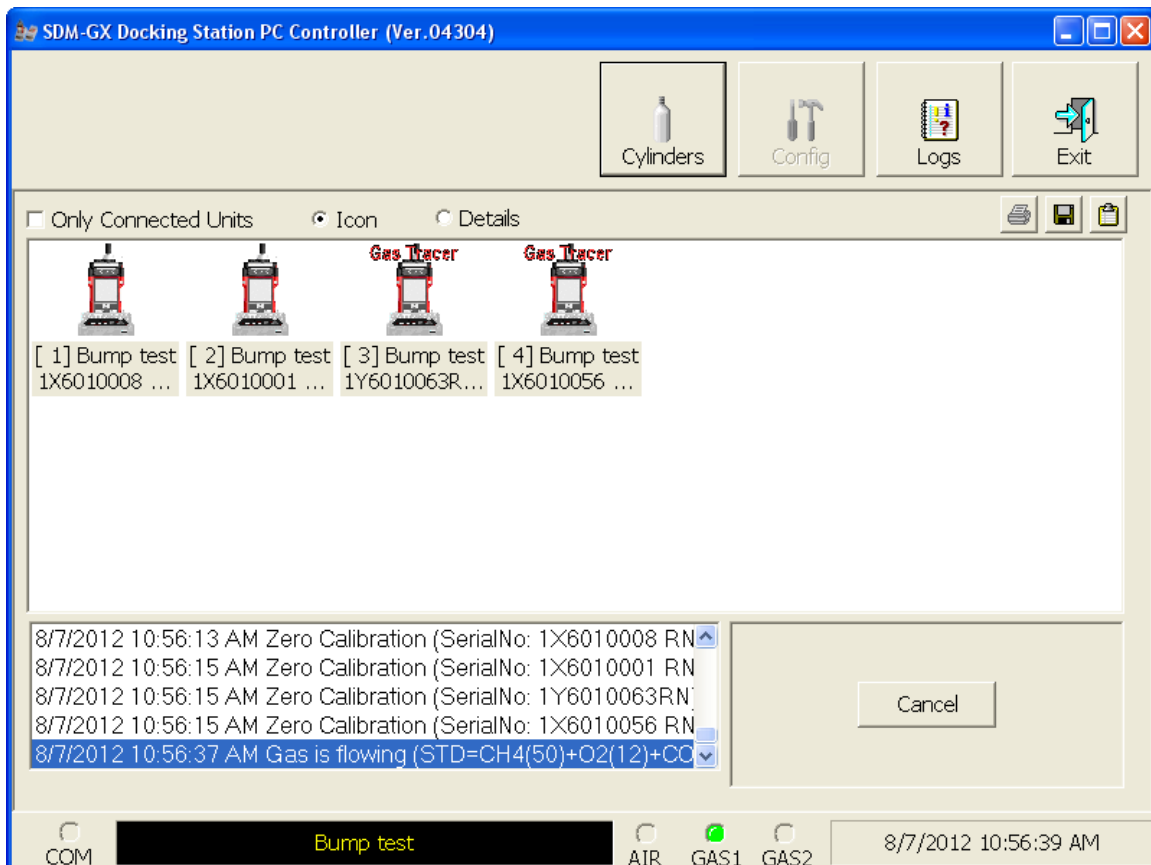 SDM-GX Docking Station PC Controller (Ver.04304)
Cylinders
Config
Logs
Exit
Only Connected Units
Icon
Details
Gas Tracer
Gas Tracer
[ 1] Bump test
1X6010008 ...
[ 2] Bump test
1X6010001 ...
[ 3] Bump test
1Y6010063R...
[ 4] Bump test
1X6010056 ...
8/7/2012 10:56:13 AM Zero Calibration (SerialNo: 1X6010008 RN
8/7/2012 10:56:15 AM Zero Calibration (SerialNo: 1X6010001 RN
8/7/2012 10:56:15 AM Zero Calibration (SerialNo: 1Y6010063RN
8/7/2012 10:56:15 AM Zero Calibration (SerialNo: 1X6010056 RN
8/7/2012 10:56:37 AM Gas is flowing (STD=CH4(50)+O2(12)+CO
Cancel
COM
Bump test
AIR
GAS1
GAS2
8/7/2012 10:56:39 AM